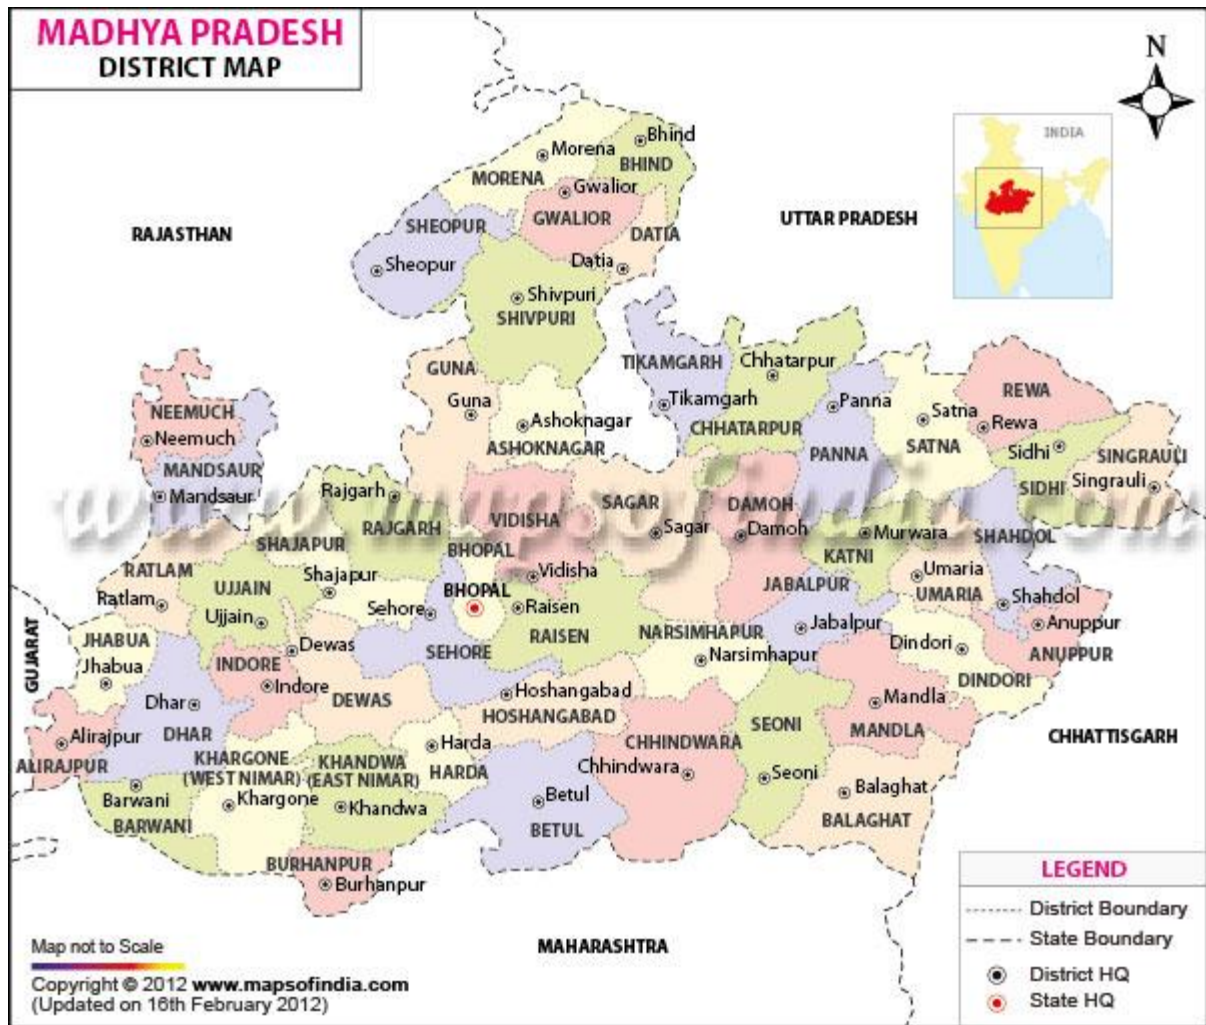 MADHYA PRADESH
DISTRICT MAP
N
INDIA
RAJASTHAN
UTTAR PRADESH
GUJARAT
CHHATTISGARH
MAHARASHTRA
Morena
MORENA
Bhind
BHIND
Gwalior
GWALIOR
SHEOPUR
Sheopur
DATIA
Datia
Shivpuri
SHIVPURI
GUNA
Guna
Ashoknagar
ASHOKNAGAR
TIKAMGARH
Tikamgarh
Chhatarpur
CHHATARPUR
Panna
PANNA
Satna
SATNA
REWA
Rewa
Sidhi
SIDHI
SINGRAULI
Singrauli
NEEMUCH
Neemuch
MANDSAUR
Mandsaur
www.mapsofindia.com
Rajgarh
RAJGARH
VIDISHA
Vidisha
SAGAR
Sagar
DAMOH
Damoh
Murwara
KATNI
SHAHDOL
Shahdol
SHAJAPUR
Shajapur
RATLAM
Ratlam
UJJAIN
Ujjain
BHOPAL
BHOPAL
Sehore
SEHORE
Raisen
RAISEN
JABALPUR
Jabalpur
Umaria
UMARIA
Anuppur
ANUPPUR
Dindori
DINDORI
NARSIMHAPUR
Narsimhapur
JHABUA
Jhabua
Dewas
DEWAS
INDORE
Indore
Dhar
DHAR
Hoshangabad
HOSHANGABAD
Mandla
MANDLA
SEONI
Seoni
Alirajpur
ALIRAJPUR
KHARGONE
(WEST NIMAR)
Khargone
KHANDWA
(EAST NIMAR)
Khandwa
Harda
HARDA
CHHINDWARA
Chhindwara
Barwani
BARWANI
Betul
BETUL
Balaghat
BALAGHAT
BURHANPUR
Burhanpur
LEGEND
District Boundary
State Boundary
District HQ
State HQ
Map not to Scale
Copyright © 2012 www.mapsofindia.com
(Updated on 16th February 2012)